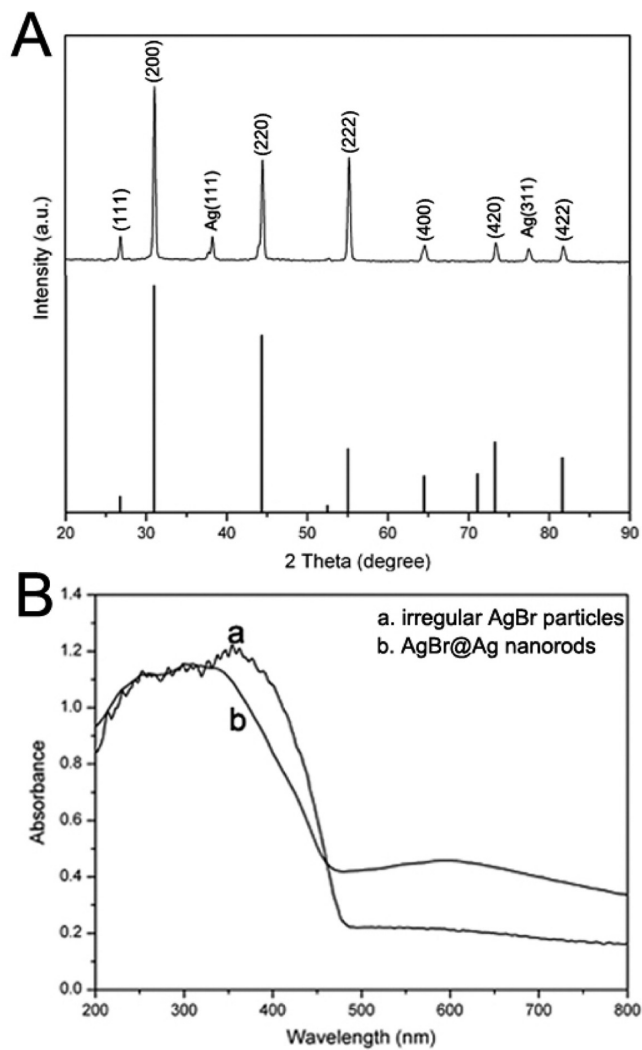 A
(111)
(200)
Ag(111)
(220)
(222)
(400)
(420)
Ag(311)
(422)
Intensity (a.u.)
20 30 40 50 60 70 80 90
2 Theta (degree)
B
a. irregular AgBr particles
b. AgBr@Ag nanorods
a
b
Absorbance
1.4
1.2
1.0
0.8
0.6
0.4
0.2
0.0
200 300 400 500 600 700 800
Wavelength (nm)